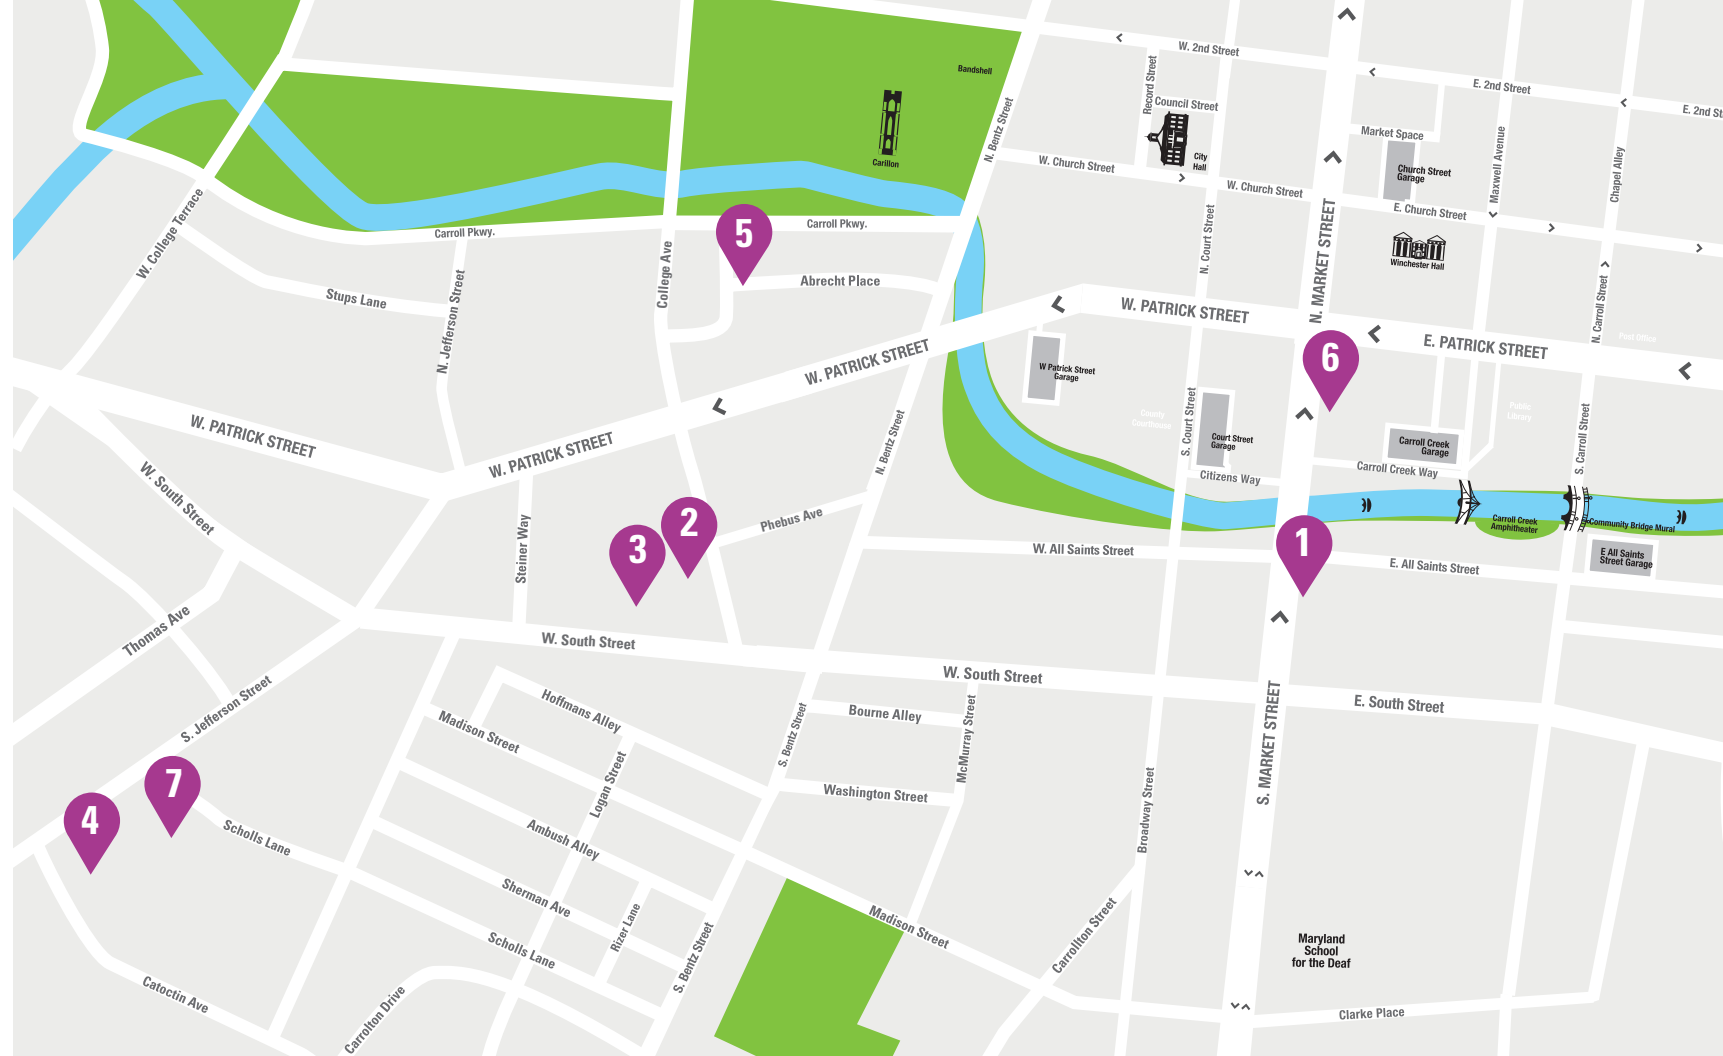 W. 2nd Street
E. 2nd Street
E. 2nd St
Bandshell
Record Street
Council Street
N. Bentz Street
Market Space
City
Hall
Carillon
W. Church Street
W. Church Street
E. Church Street
Church Street
Garage
Maxwell Avenue
Chapel Alley
W. College Terrace
Carroll Pkwy.
Carroll Pkwy.
5
N. Court Street
N. MARKET STREET
Winchester Hall
College Ave
Abrecht Place
Stups Lane
N. Jefferson Street
W. PATRICK STREET
E. PATRICK STREET
N. Carroll Street
Post Office
6
W. PATRICK STREET
W Patrick Street
Garage
County
Courthouse
Public
Library
S. Court Street
Court Street
Garage
Carroll Creek
Garage
S. Carroll Street
W. PATRICK STREET
W. PATRICK STREET
N. Bentz Street
Citizens Way
Carroll Creek Way
W. South Street
2
3
Phebus Ave
Steiner Way
Carroll Creek
Amphitheater
Community Bridge Mural
1
W. All Saints Street
E. All Saints Street
E All Saints
Street Garage
Thomas Ave
W. South Street
W. South Street
E. South Street
S. Jefferson Street
Hoffmans Alley
Madison Street
Bourne Alley
S. Bentz Street
McMurray Street
S. MARKET STREET
Logan Street
Washington Street
7
4
Scholls Lane
Ambush Alley
Broadway Street
Sherman Ave
Rizer Lane
Scholls Lane
S. Bentz Street
Madison Street
Carrollton Street
Maryland
School
for the Deaf
Catoctin Ave
Carrolton Drive
Clarke Place